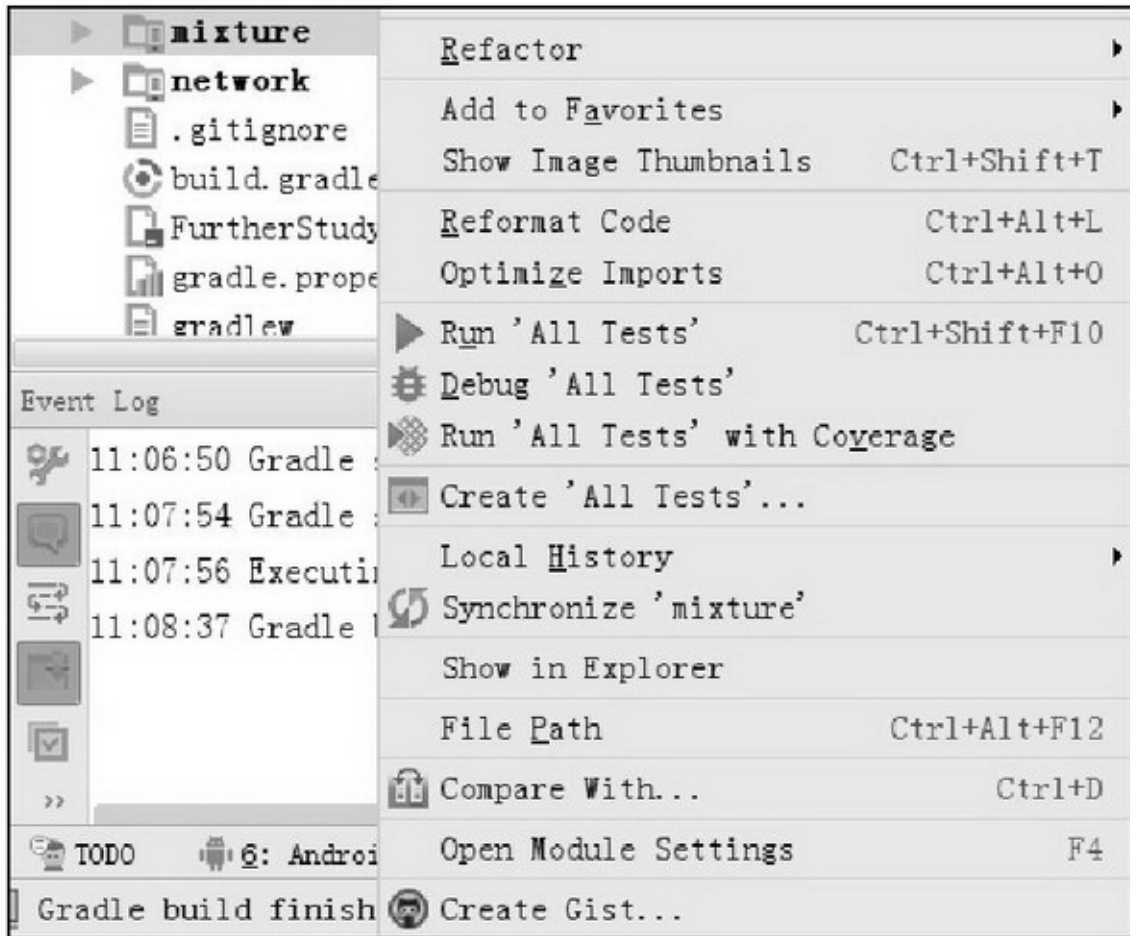 mixture
network
.gitignore
build.gradle
FurtherStudy
gradle.prope
gradlew
Event Log
11:06:50 Gradle
11:07:54 Gradle
11:07:56 Executi
11:08:37 Gradle
TODO
6: Androi
Gradle build finish
Refactor
Add to Favorites
Show Image Thumbnails Ctrl+Shift+T
Reformat Code Ctrl+Alt+L
Optimize Imports Ctrl+Alt+O
Run 'All Tests' Ctrl+Shift+F10
Debug 'All Tests'
Run 'All Tests' with Coverage
Create 'All Tests'...
Local History
Synchronize 'mixture'
Show in Explorer
File Path Ctrl+Alt+F12
Compare With... Ctrl+D
Open Module Settings F4
Create Gist...